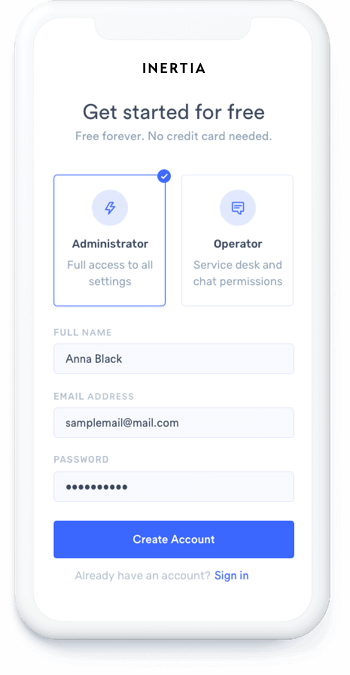 INERTIA
Get started for free
Free forever. No credit card needed.
Administrator
Full access to all
settings
Operator
Service desk and
chat permissions
FULL NAME
Anna Black
EMAIL ADDRESS
samplemail@mail.com
PASSWORD
••••••••••
Create Account
Already have an account? Sign in